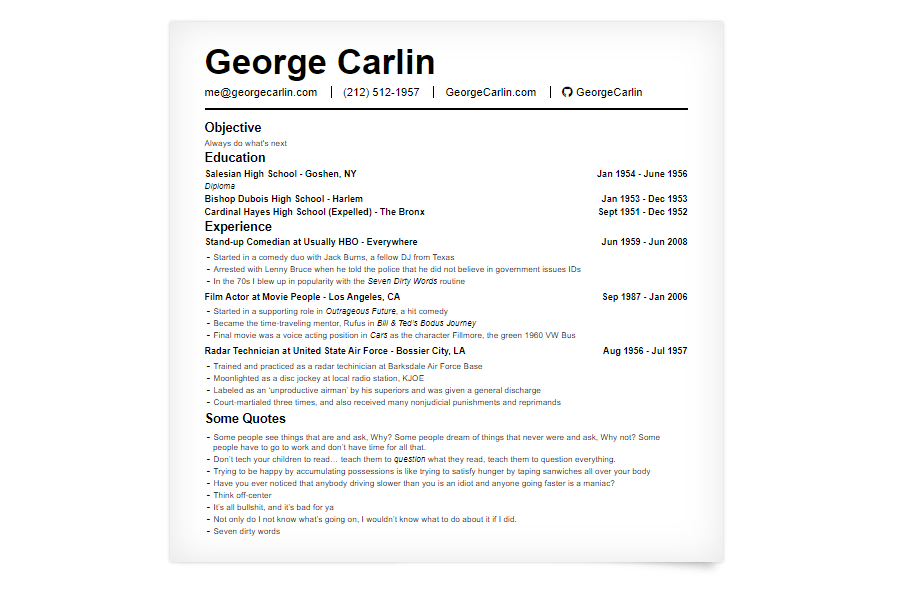 George Carlin
me@georgecarlin.com | (212) 512-1957 | GeorgeCarlin.com | GeorgeCarlin
Objective
Always do what's next
Education
Salesian High School - Goshen, NY Jan 1954 - June 1956
Diploma
Bishop Dubois High School - Harlem Jan 1953 - Dec 1953
Cardinal Hayes High School (Expelled) - The Bronx Sept 1951 - Dec 1952
Experience
Stand-up Comedian at Usually HBO - Everywhere Jun 1959 - Jun 2008
- Started in a comedy duo with Jack Burns, a fellow DJ from Texas
- Arrested with Lenny Bruce when he told the police that he did not believe in government issues IDs
- In the 70s I blew up in popularity with the Seven Dirty Words routine
Film Actor at Movie People - Los Angeles, CA Sep 1987 - Jan 2006
- Started in a supporting role in Outrageous Future, a hit comedy
- Became the time-traveling mentor, Rufus in Bill & Ted's Bodus Journey
- Final movie was a voice acting position in Cars as the character Fillmore, the green 1960 VW Bus
Radar Technician at United State Air Force - Bossier City, LA Aug 1956 - Jul 1957
- Trained and practiced as a radar techinician at Barksdale Air Force Base
- Moonlighted as a disc jockey at local radio station, KJOE
- Labeled as an 'unproductive airman' by his superiors and was given a general discharge
- Court-martialed three times, and also received many nonjudicial punishments and reprimands
Some Quotes
- Some people see things that are and ask, Why? Some people dream of things that never were and ask, Why not? Some
people have to go to work and don't have time for all that.
- Don't tech your children to read… teach them to question what they read, teach them to question everything.
- Trying to be happy by accumulating possessions is like trying to satisfy hunger by taping sanwiches all over your body
- Have you ever noticed that anybody driving slower than you is an idiot and anyone going faster is a maniac?
- Think off-center
- It's all bullshit, and it's bad for ya
- Not only do I not know what's going on, I wouldn't know what to do about it if I did.
- Seven dirty words